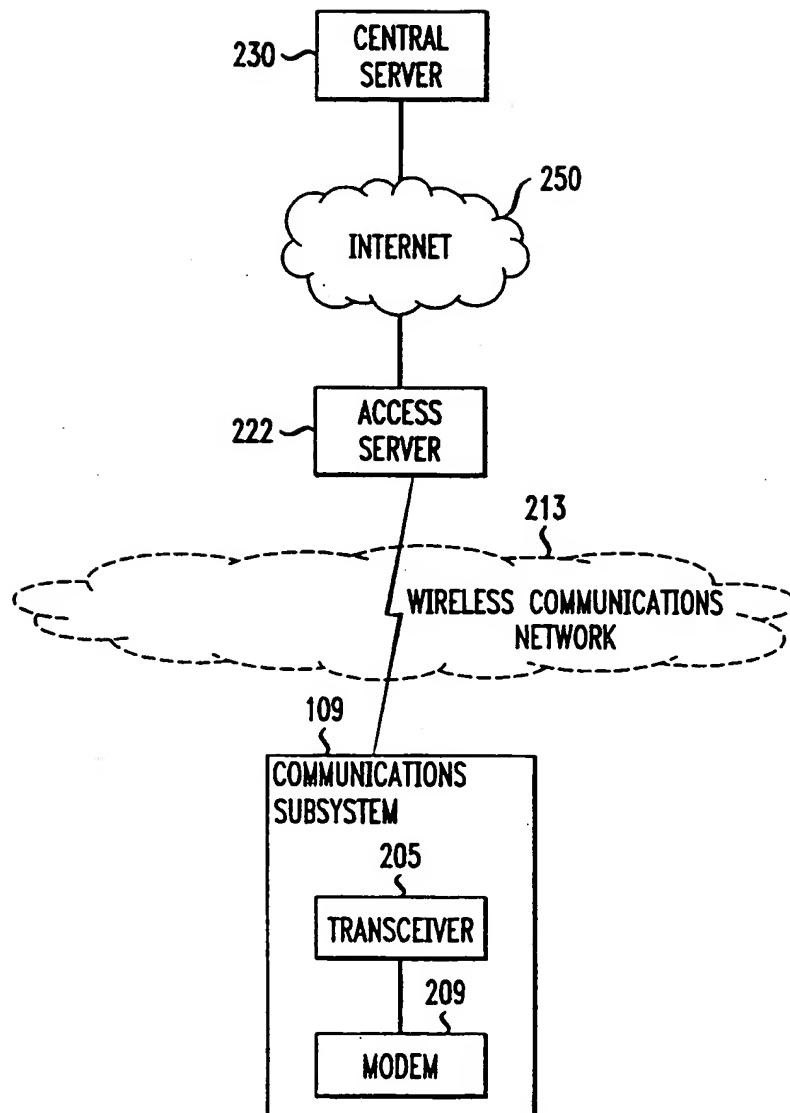 CENTRAL
SERVER
230
250
INTERNET
ACCESS
SERVER
222
213
WIRELESS COMMUNICATIONS
NETWORK
109
COMMUNICATIONS
SUBSYSTEM
205
TRANSCEIVER
209
MODEM